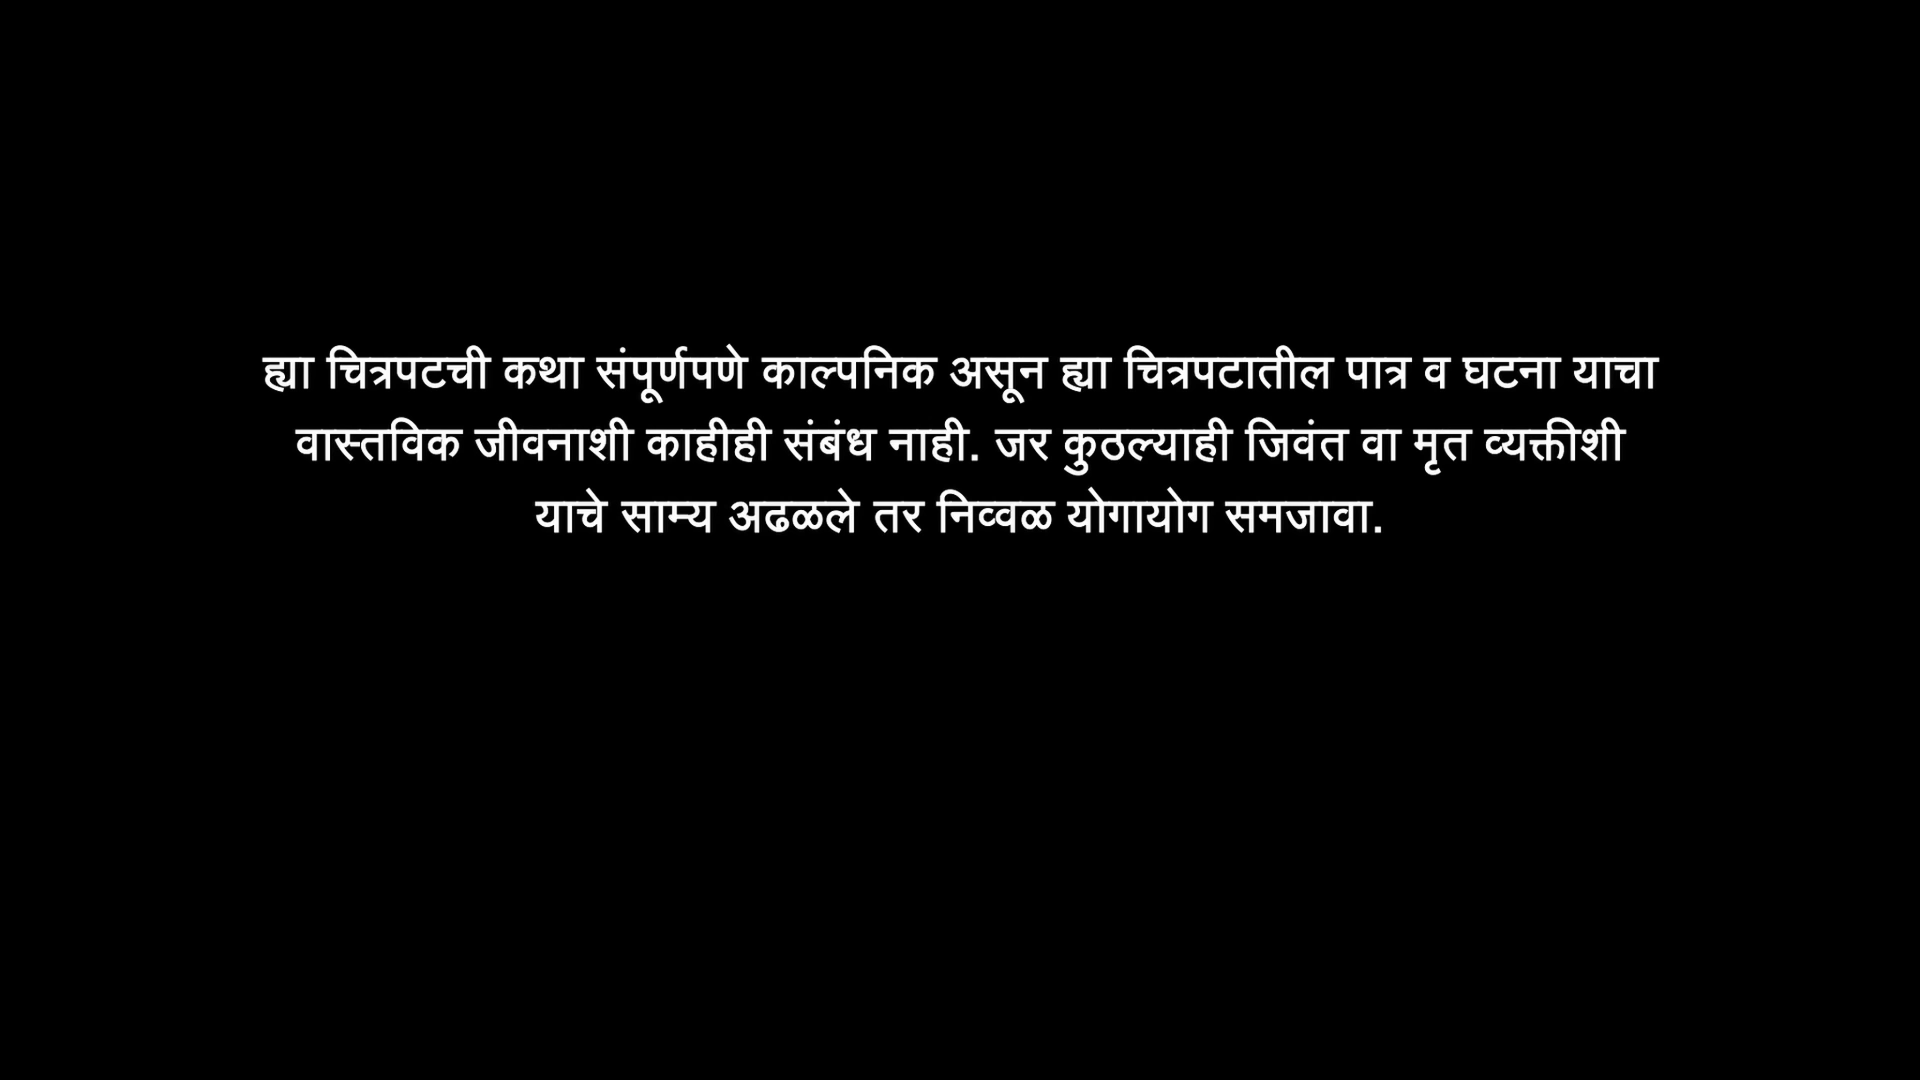 ह्या चित्रपटची कथा संपूर्णपणे काल्पनिक असून ह्या चित्रपटातील पात्र व घटना याचा
वास्तविक जीवनाशी काहीही संबंध नाही. जर कुठल्याही जिवंत वा मृत व्यक्तीशी
याचे साम्य अढळले तर निव्वळ योगायोग समजावा.